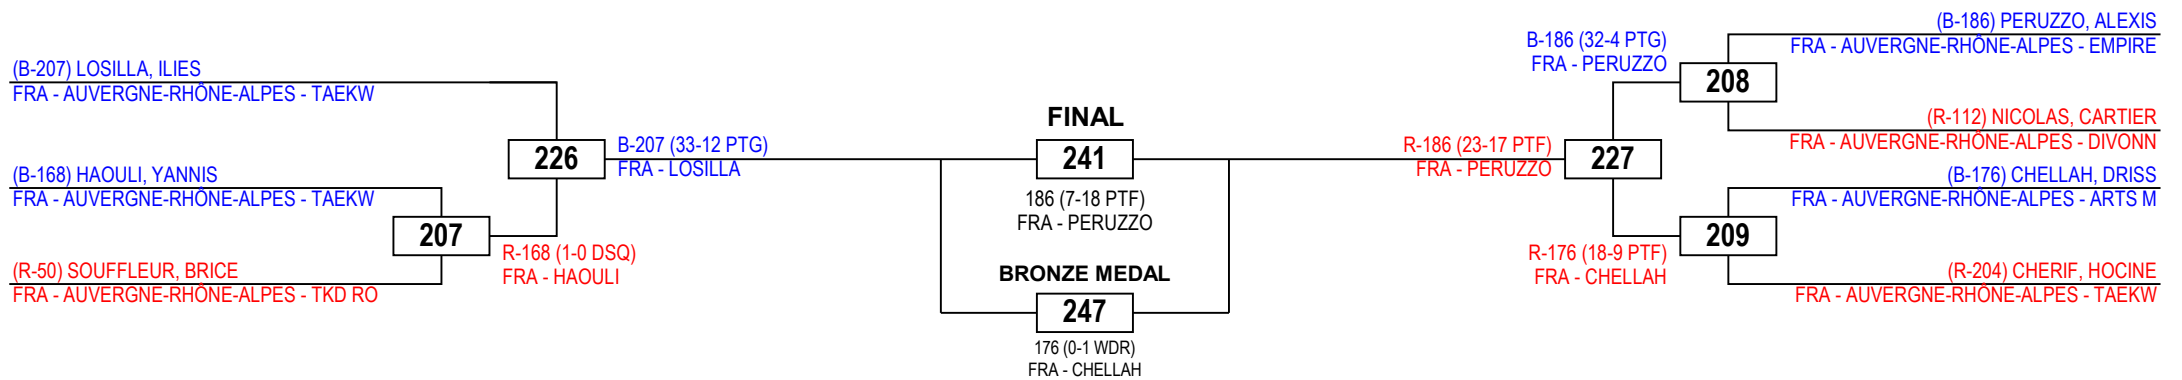 (B-207) LOSILLA, ILIES
FRA - AUVERGNE-RHÔNE-ALPES - TAEKW
(B-168) HAOULI, YANNIS
FRA - AUVERGNE-RHÔNE-ALPES - TAEKW
207
(R-50) SOUFFLEUR, BRICE
FRA - AUVERGNE-RHÔNE-ALPES - TKD RO
R-168 (1-0 DSQ)
FRA - HAOULI
226
B-207 (33-12 PTG)
FRA - LOSILLA
FINAL
241
186 (7-18 PTF)
FRA - PERUZZO
BRONZE MEDAL
247
176 (0-1 WDR)
FRA - CHELLAH
R-186 (23-17 PTF)
FRA - PERUZZO
227
B-186 (32-4 PTG)
FRA - PERUZZO
208
R-176 (18-9 PTF)
FRA - CHELLAH
209
(B-186) PERUZZO, ALEXIS
FRA - AUVERGNE-RHÔNE-ALPES - EMPIRE
(R-112) NICOLAS, CARTIER
FRA - AUVERGNE-RHÔNE-ALPES - DIVONN
(B-176) CHELLAH, DRISS
FRA - AUVERGNE-RHÔNE-ALPES - ARTS M
(R-204) CHERIF, HOCINE
FRA - AUVERGNE-RHÔNE-ALPES - TAEKW